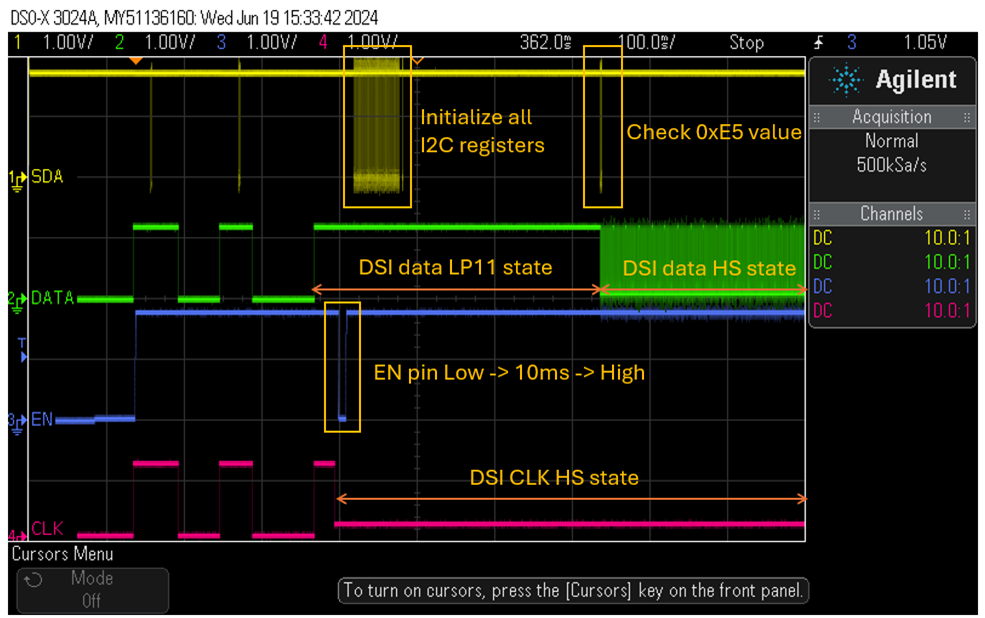 DSO-X 3024A, MY51136160: Wed Jun 19 15:33:42 2024
1 1.00V/ 2 1.00V/ 3 1.00V/ 4 1.00V/ 362.0s 100.0s/ Stop 3 1.05V
Agilent
Acquisition
Normal
500kSa/s
Channels
DC 10.0:1
DC 10.0:1
DC 10.0:1
DC 10.0:1
Initialize all
I2C registers
Check 0xE5 value
1 SDA
DSI data LP11 state
DSI data HS state
2 DATA
T
EN pin Low -> 10ms -> High
3 EN
DSI CLK HS state
4 CLK
Cursors Menu
Mode
Off
To turn on cursors, press the [Cursors] key on the front panel.